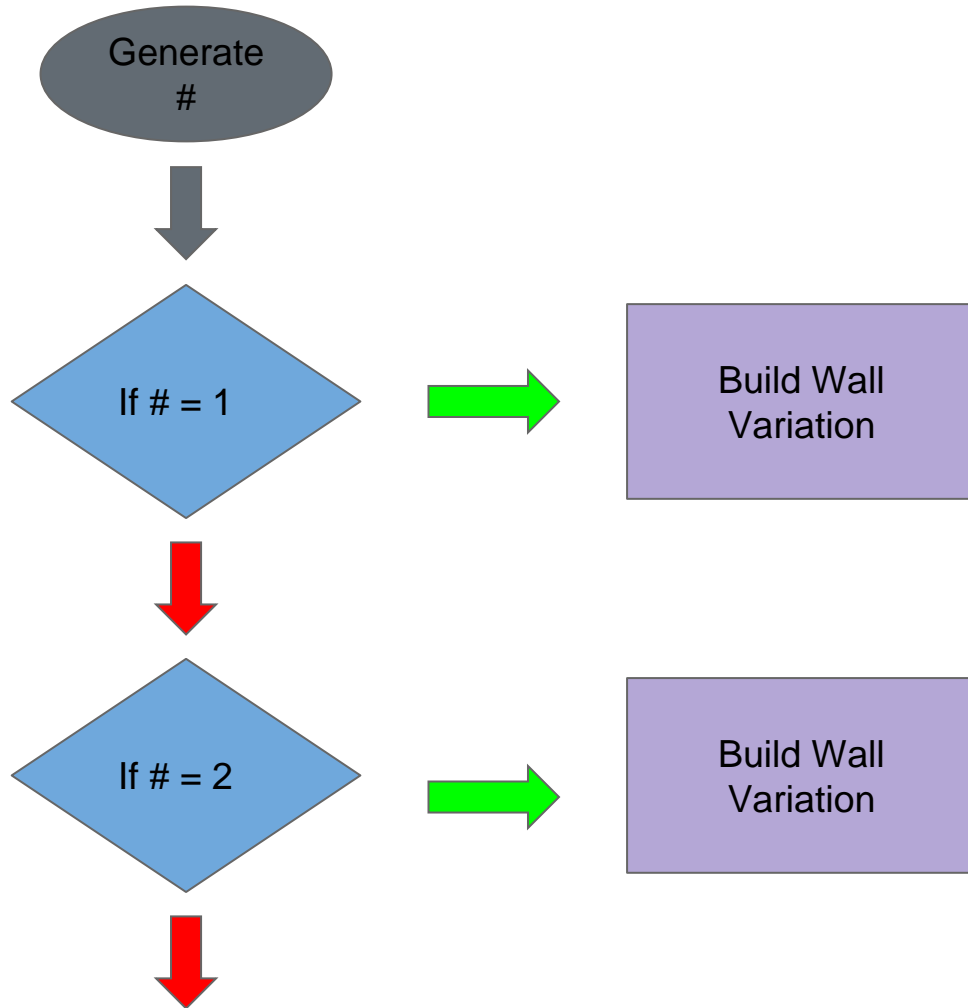 Generate
#
If # = 1
Build Wall
Variation
If # = 2
Build Wall
Variation